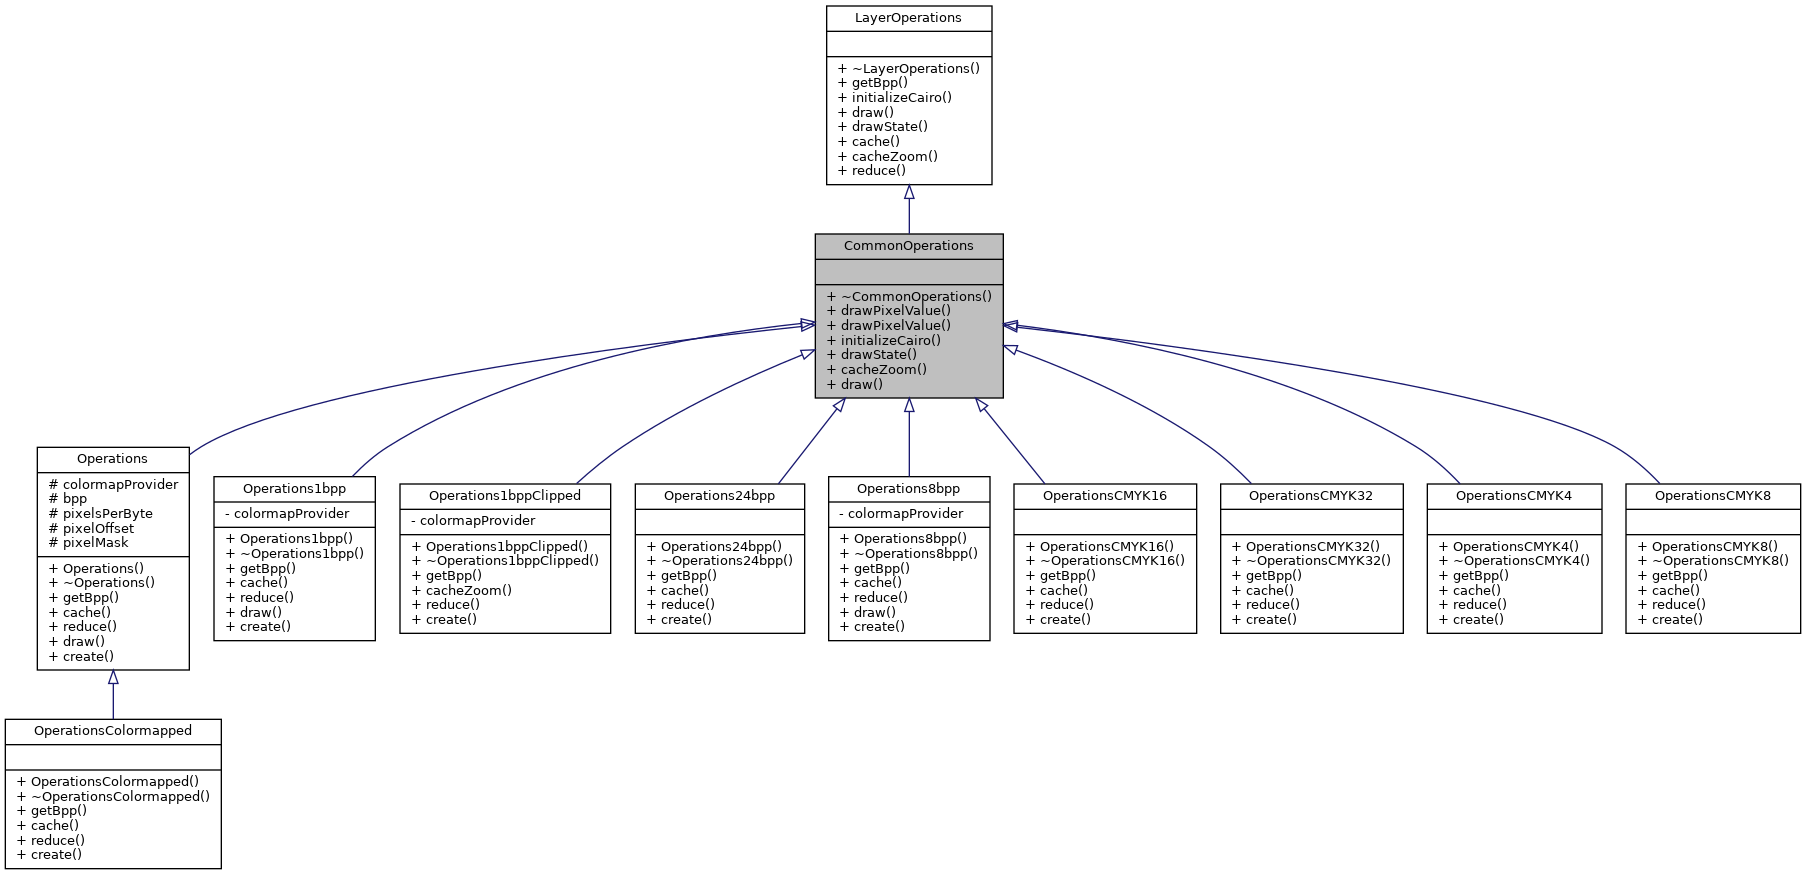 LayerOperations
+ ~LayerOperations()
+ getBpp()
+ initializeCairo()
+ draw()
+ drawState()
+ cache()
+ cacheZoom()
+ reduce()
CommonOperations
+ ~CommonOperations()
+ drawPixelValue()
+ drawPixelValue()
+ initializeCairo()
+ drawState()
+ cacheZoom()
+ draw()
Operations
# colormapProvider
# bpp
# pixelsPerByte
# pixelOffset
# pixelMask
+ Operations()
+ ~Operations()
+ getBpp()
+ cache()
+ reduce()
+ draw()
+ create()
Operations1bpp
- colormapProvider
+ Operations1bpp()
+ ~Operations1bpp()
+ getBpp()
+ cache()
+ reduce()
+ draw()
+ create()
Operations1bppClipped
- colormapProvider
+ Operations1bppClipped()
+ ~Operations1bppClipped()
+ getBpp()
+ cacheZoom()
+ reduce()
+ create()
Operations24bpp
+ Operations24bpp()
+ ~Operations24bpp()
+ getBpp()
+ cache()
+ reduce()
+ create()
Operations8bpp
- colormapProvider
+ Operations8bpp()
+ ~Operations8bpp()
+ getBpp()
+ cache()
+ reduce()
+ draw()
+ create()
OperationsCMYK16
+ OperationsCMYK16()
+ ~OperationsCMYK16()
+ getBpp()
+ cache()
+ reduce()
+ create()
OperationsCMYK32
+ OperationsCMYK32()
+ ~OperationsCMYK32()
+ getBpp()
+ cache()
+ reduce()
+ create()
OperationsCMYK4
+ OperationsCMYK4()
+ ~OperationsCMYK4()
+ getBpp()
+ cache()
+ reduce()
+ create()
OperationsCMYK8
+ OperationsCMYK8()
+ ~OperationsCMYK8()
+ getBpp()
+ cache()
+ reduce()
+ create()
OperationsColormapped
+ OperationsColormapped()
+ ~OperationsColormapped()
+ getBpp()
+ cache()
+ reduce()
+ create()